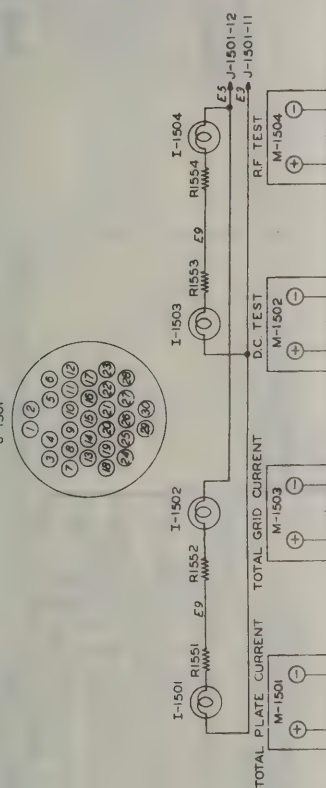 1 2
3 4 5 6
7 8 9 10 11 12
13 14 15 16 17
18 19 20 21 22 23
24 25 26 27 28
29 30
I-1501
R1551
E9
R1552
I-1502
I-1503
R1553
E9
R1554
I-1504
E5
J-1501-12
E9
J-1501-11
TOTAL PLATE CURRENT
M-1501
+ -
TOTAL GRID CURRENT
M-1503
+ -
D.C. TEST
M-1502
+ -
R.F. TEST
M-1504
+ -